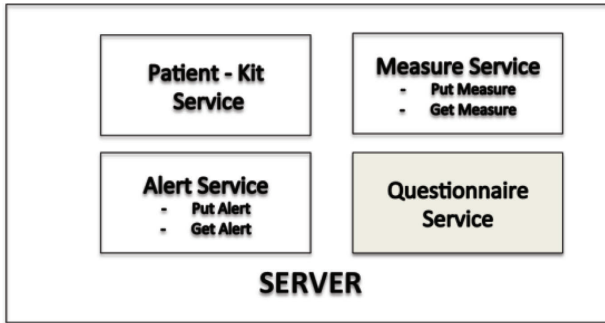 Patient - Kit
Service
Measure Service
- Put Measure
- Get Measure
Alert Service
- Put Alert
- Get Alert
Questionnaire
Service
SERVER